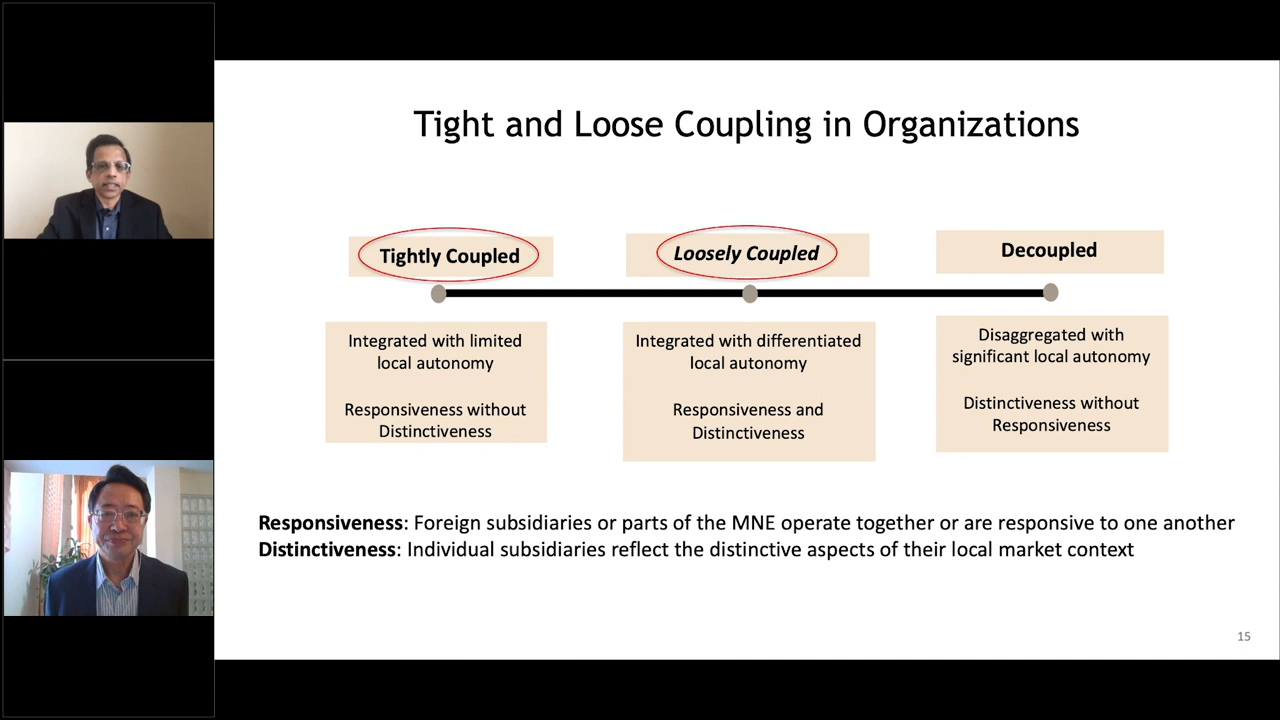 Tight and Loose Coupling in Organizations
Tightly Coupled
Loosely Coupled
Decoupled
Integrated with limited
local autonomy
Responsiveness without
Distinctiveness
Integrated with differentiated
local autonomy
Responsiveness and
Distinctiveness
Disaggregated with
significant local autonomy
Distinctiveness without
Responsiveness
Responsiveness: Foreign subsidiaries or parts of the MNE operate together or are responsive to one another
Distinctiveness: Individual subsidiaries reflect the distinctive aspects of their local market context
15